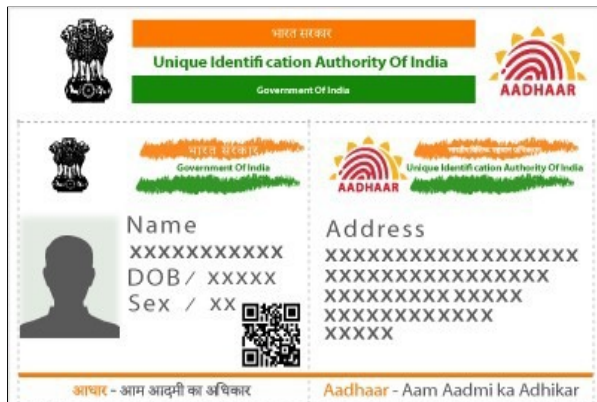 भारत सरकार
Unique Identification Authority Of India
Government Of India
AADHAAR
भारत सरकार
Government Of India
Name
XXXXXXXXXXX
DOB/ XXXXX
Sex / XX
Unique Identification Authority Of India
AADHAAR
Address
XXXXXXXXXXXXXXXXXX
XXXXXXXXXXXXXXXX
XXXXXXXXX XXXXX
XXXXXXXXXXXX
XXXXX
आधार - आम आदमी का अधिकार
Aadhaar - Aam Aadmi ka Adhikar